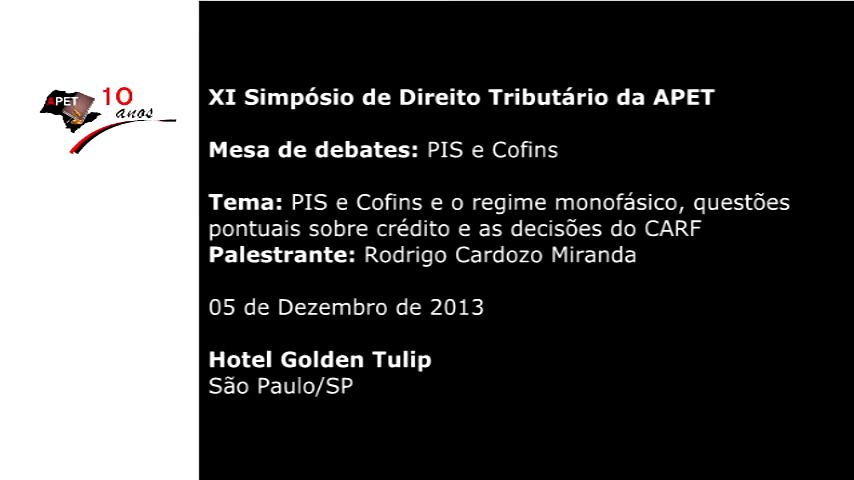 APET 10
anos
XI Simpósio de Direito Tributário da APET
Mesa de debates: PIS e Cofins
Tema: PIS e Cofins e o regime monofásico, questões
pontuais sobre crédito e as decisões do CARF
Palestrante: Rodrigo Cardozo Miranda
05 de Dezembro de 2013
Hotel Golden Tulip
São Paulo/SP